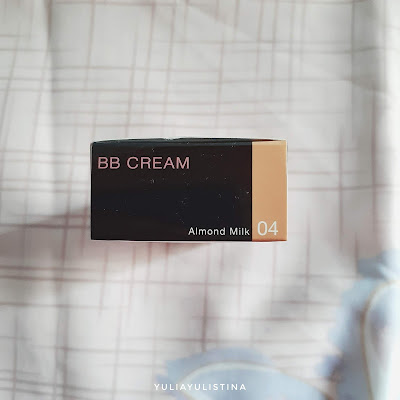 BB CREAM
Almond Milk 04
YULIAYULISTINA